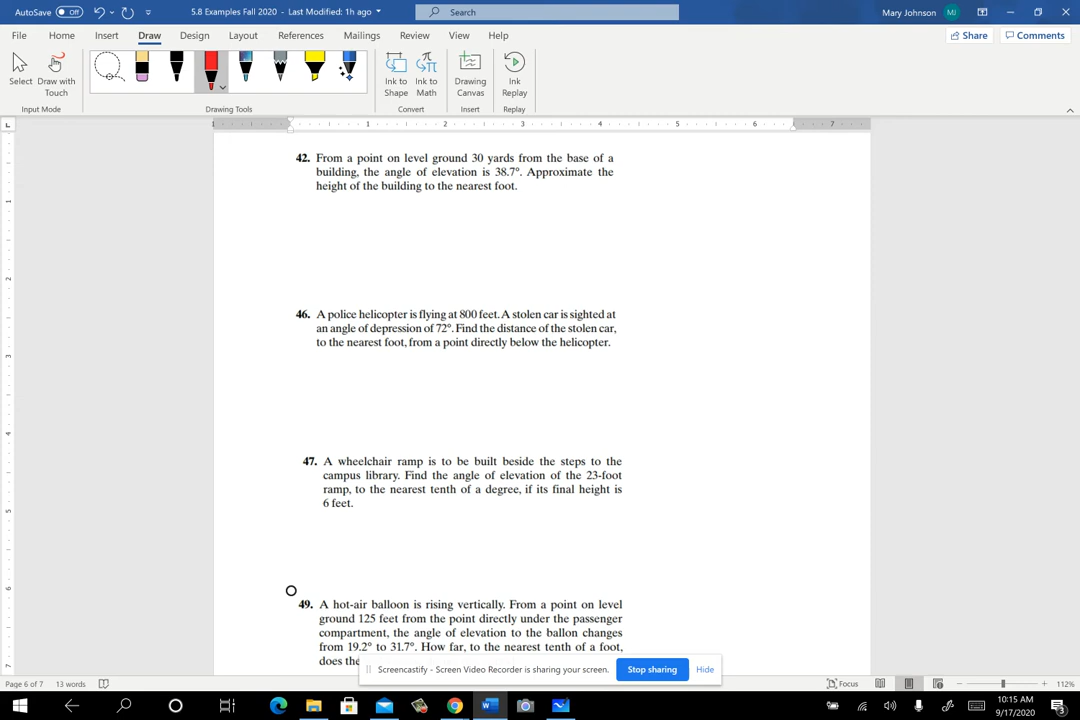 AutoSave Off 5.8 Examples Fall 2020 - Last Modified: 1h ago Search Mary Johnson MJ
File Home Insert Draw Design Layout References Mailings Review View Help Share Comments
Select Draw with Touch Ink to Shape Ink to Math Drawing Canvas Ink Replay
Input Mode Drawing Tools Convert Insert Replay
L 1 1 2 3 4 5 6 7
42. From a point on level ground 30 yards from the base of a
building, the angle of elevation is 38.7°. Approximate the
height of the building to the nearest foot.
46. A police helicopter is flying at 800 feet. A stolen car is sighted at
an angle of depression of 72°. Find the distance of the stolen car,
to the nearest foot, from a point directly below the helicopter.
47. A wheelchair ramp is to be built beside the steps to the
campus library. Find the angle of elevation of the 23-foot
ramp, to the nearest tenth of a degree, if its final height is
6 feet.
49. A hot-air balloon is rising vertically. From a point on level
ground 125 feet from the point directly under the passenger
compartment, the angle of elevation to the ballon changes
from 19.2° to 31.7°. How far, to the nearest tenth of a foot,
does the
Screencastify - Screen Video Recorder is sharing your screen. Stop sharing Hide
Page 6 of 7 13 words Focus 112%
10:15 AM
9/17/2020 3